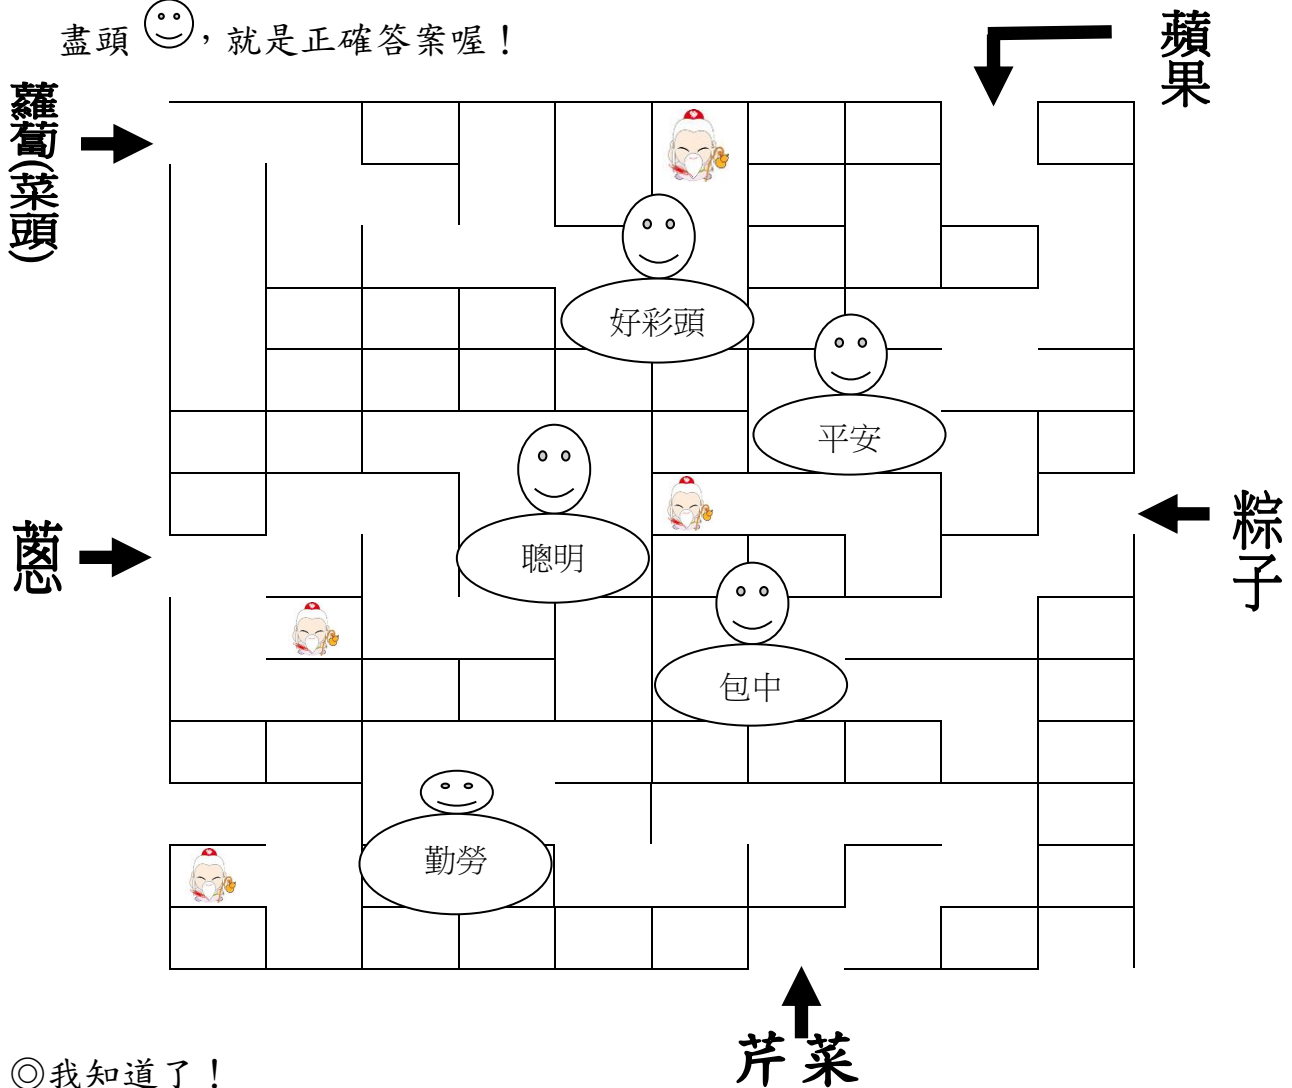 盡頭，就是正確答案喔！
蘋果
蘿蔔(菜頭)
好彩頭
平安
聰明
蔥
粽子
包中
勤勞
芹菜
◎我知道了！